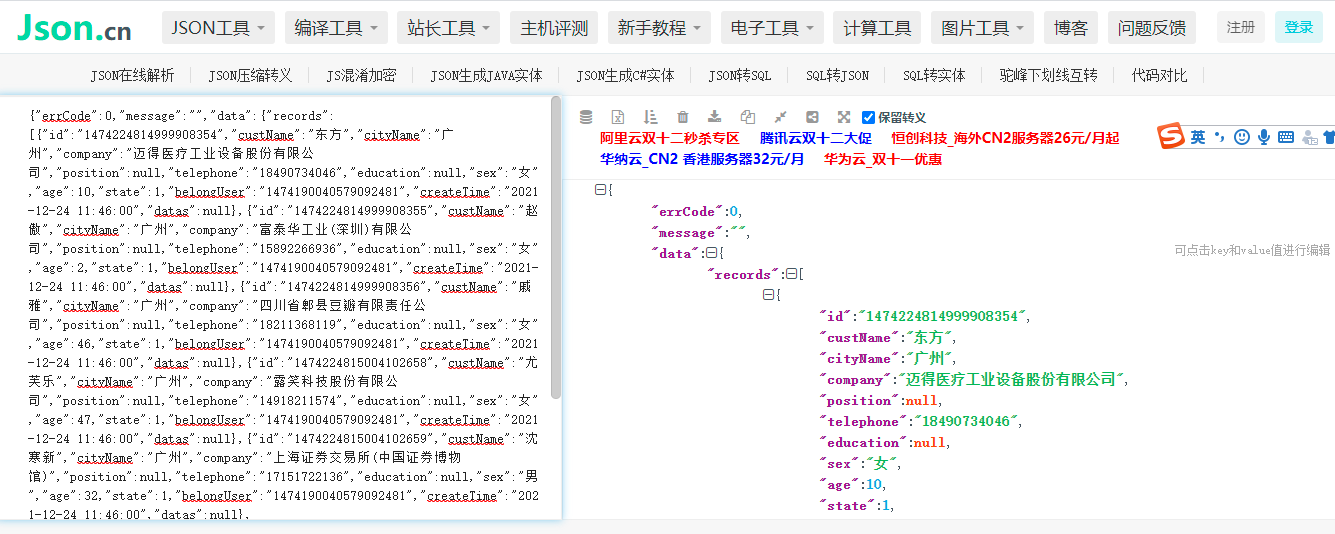 Json.cn JSON工具 编译工具 站长工具 主机评测 新手教程 电子工具 计算工具 图片工具 博客 问题反馈 注册 登录
JSON在线解析 JSON压缩转义 JS混淆加密 JSON生成JAVA实体 JSON生成C#实体 JSON转SQL SQL转JSON SQL转实体 驼峰下划线互转 代码对比
{"errCode":0,"message":"","data":{"records":
[{"id":"1474224814999908354","custName":"东方","cityName":"广
州","company":"迈得医疗工业设备股份有限公
司","position":null,"telephone":"18490734046","education":null,"sex":"女"
,"age":10,"state":1,"belongUser":"1474190040579092481","createTime":"2021
-12-24 11:46:00","datas":null},{"id":"1474224814999908355","custName":"赵
傲","cityName":"广州","company":"富泰华工业(深圳)有限公
司","position":null,"telephone":"15892266936","education":null,"sex":"女"
,"age":2,"state":1,"belongUser":"1474190040579092481","createTime":"2021-
12-24 11:46:00","datas":null},{"id":"1474224814999908356","custName":"戚
雅","cityName":"广州","company":"四川省郫县豆瓣有限责任公
司","position":null,"telephone":"18211368119","education":null,"sex":"女"
,"age":46,"state":1,"belongUser":"1474190040579092481","createTime":"2021
-12-24 11:46:00","datas":null},{"id":"1474224815004102658","custName":"尤
芙乐","cityName":"广州","company":"露笑科技股份有限公
司","position":null,"telephone":"14918211574","education":null,"sex":"女"
,"age":47,"state":1,"belongUser":"1474190040579092481","createTime":"2021
-12-24 11:46:00","datas":null},{"id":"1474224815004102659","custName":"沈
寒新","cityName":"广州","company":"上海证券交易所(中国证券博物
馆)","position":null,"telephone":"17151722136","education":null,"sex":"男
","age":32,"state":1,"belongUser":"1474190040579092481","createTime":"202
1-12-24 11:46:00","datas":null},
保留转义
阿里云双十二秒杀专区 腾讯云双十二大促 恒创科技_海外CN2服务器26元/月起
华纳云_CN2 香港服务器32元/月 华为云_双十一优惠
英
{
"errCode":0,
"message":"",
"data":{
可点击key和value值进行编辑
"records":[
{
"id":"1474224814999908354",
"custName":"东方",
"cityName":"广州",
"company":"迈得医疗工业设备股份有限公司",
"position":null,
"telephone":"18490734046",
"education":null,
"sex":"女",
"age":10,
"state":1,